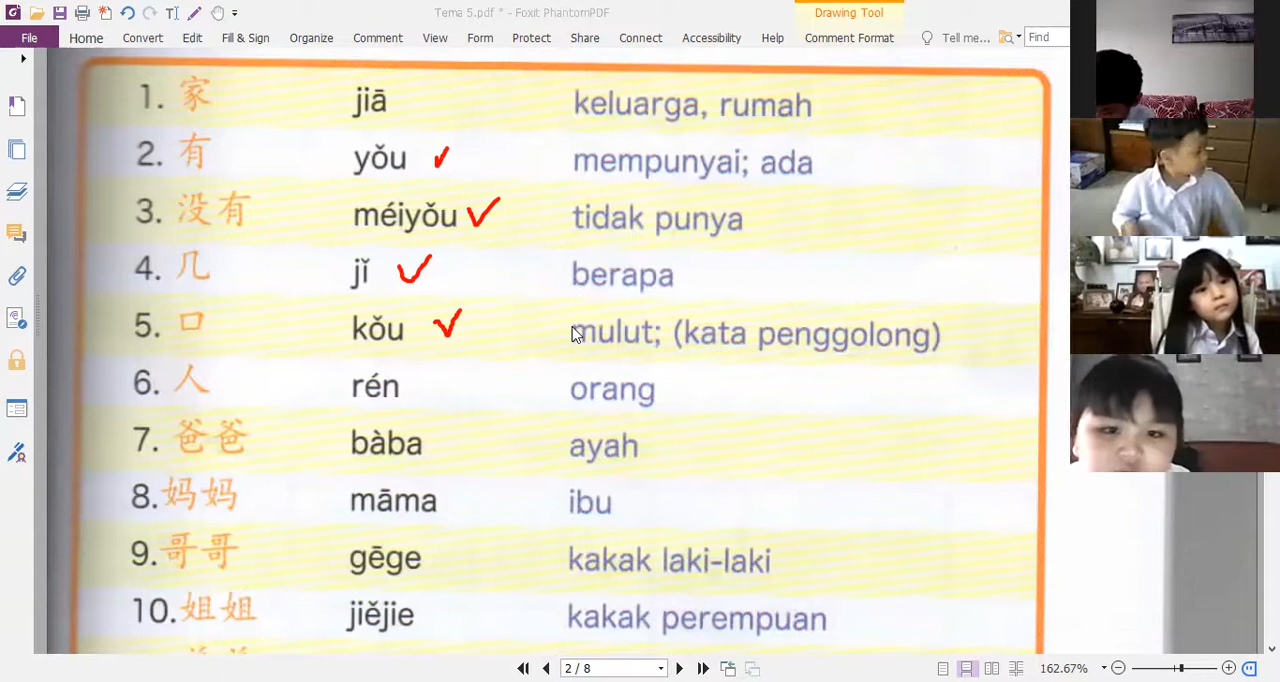 Tema 5.pdf * - Foxit PhantomPDF
Drawing Tool
File Home Convert Edit Fill & Sign Organize Comment View Form Protect Share Connect Accessibility Help Comment Format Tell me... Find
1. 家 jiā keluarga, rumah
2. 有 yǒu mempunyai; ada
3. 没有 méiyǒu tidak punya
4. 几 jǐ berapa
5. 口 kǒu mulut; (kata penggolong)
6. 人 rén orang
7. 爸爸 bàba ayah
8. 妈妈 māma ibu
9. 哥哥 gēge kakak laki-laki
10. 姐姐 jiějie kakak perempuan
2 / 8 162.67%